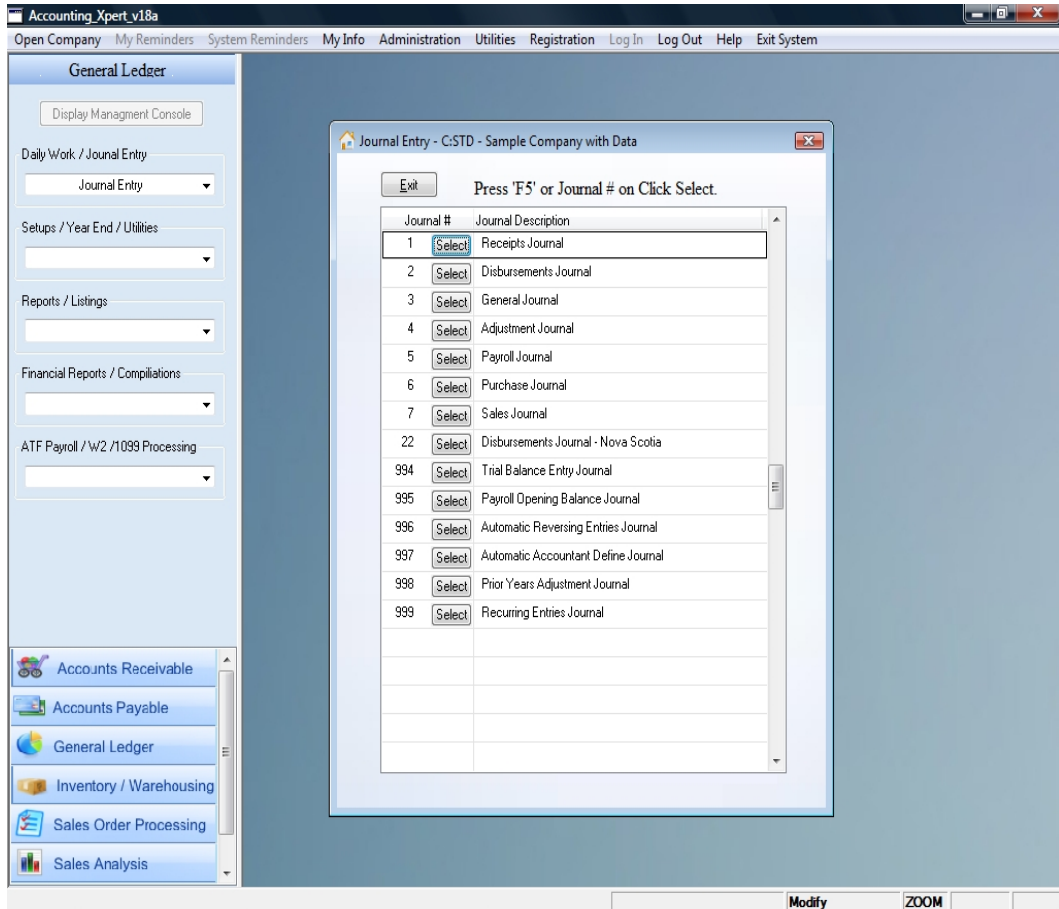 Accounting_Xpert_v18a
Open Company My Reminders System Reminders My Info Administration Utilities Registration Log In Log Out Help Exit System
General Ledger
Display Managment Console
Daily Work / Jounal Entry
Journal Entry
Setups / Year End / Utilities
Reports / Listings
Financial Reports / Compiliations
ATF Payroll / W2 /1099 Processing
Accounts Receivable
Accounts Payable
General Ledger
Inventory / Warehousing
Sales Order Processing
Sales Analysis
Journal Entry - C:STD - Sample Company with Data
Exit Press 'F5' or Journal # on Click Select.
Journal # Journal Description
1 Select Receipts Journal
2 Select Disbursements Journal
3 Select General Journal
4 Select Adjustment Journal
5 Select Payroll Journal
6 Select Purchase Journal
7 Select Sales Journal
22 Select Disbursements Journal - Nova Scotia
994 Select Trial Balance Entry Journal
995 Select Payroll Opening Balance Journal
996 Select Automatic Reversing Entries Journal
997 Select Automatic Accountant Define Journal
998 Select Prior Years Adjustment Journal
999 Select Recurring Entries Journal
Modify ZOOM